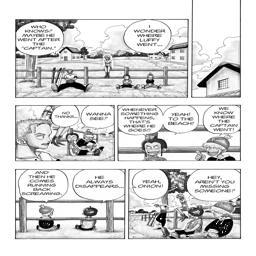 I
WONDER
WHERE
LUFFY
WENT...
WHO
KNOWS?
MAYBE HE
WENT AFTER
THE
"CAPTAIN."
WE
KNOW
WHERE
THE
CAPTAIN
WENT!
YEAH!
TO THE
BEACH!
WHENEVER
SOMETHING
HAPPENS,
THAT'S
WHERE HE
GOES?
WANNA
SEE?
NO
THANKS...
HEY,
AREN'T YOU
MISSING
SOMEONE?
YEAH,
ONION!
HE
ALWAYS
DISAPPEARS...
AND
THEN HE
COMES
RUNNING
BACK
SCREAMING.